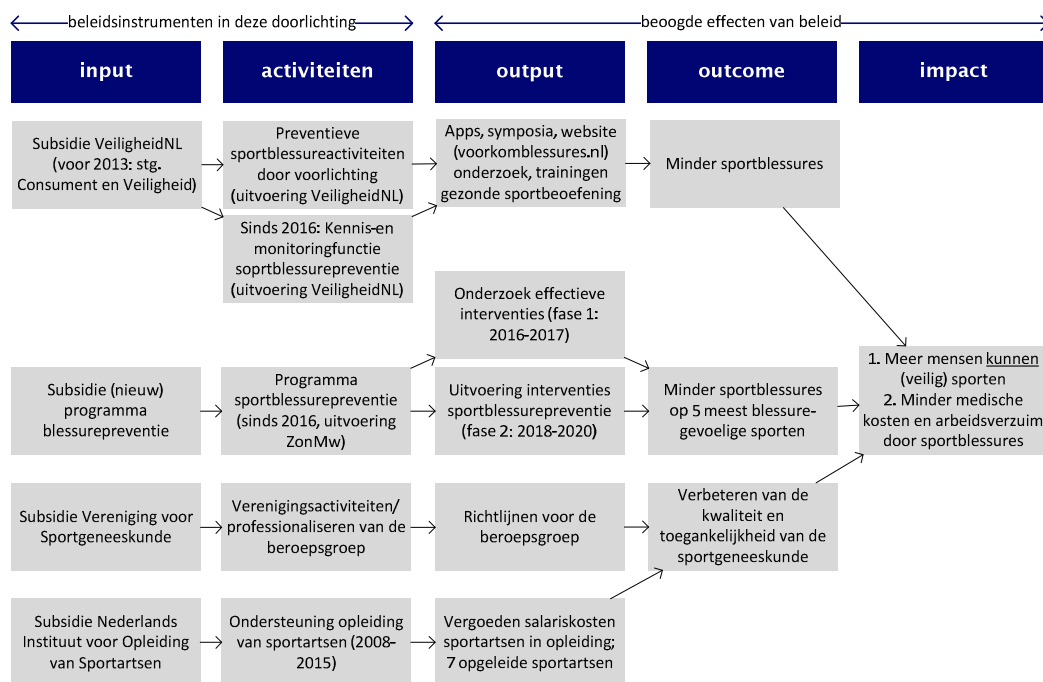 beleidsinstrumenten in deze doorlichting
beoogde effecten van beleid
input
activiteiten
output
outcome
impact
Subsidie VeiligheidNL
(voor 2013: stg.
Consument en Veiligheid)
Preventieve
sportblessureactiviteiten
door voorlichting
(uitvoering VeiligheidNL)
Apps, symposia, website
(voorkomblessures.nl)
onderzoek, trainingen
gezonde sportbeoefening
Minder sportblessures
Sinds 2016: Kennis-en
monitoringfunctie
soprtblessurepreventie
(uitvoering VeiligheidNL)
Onderzoek effectieve
interventies (fase 1:
2016-2017)
Subsidie (nieuw)
programma
blessurepreventie
Programma
sportblessurepreventie
(sinds 2016, uitvoering
ZonMw)
Uitvoering interventies
sportblessurepreventie
(fase 2: 2018-2020)
Minder sportblessures
op 5 meest blessure-
gevoelige sporten
1. Meer mensen kunnen
(veilig) sporten
2. Minder medische
kosten en arbeidsverzuim
door sportblessures
Subsidie Vereniging voor
Sportgeneeskunde
Verenigingsactiviteiten/
professionaliseren van de
beroepsgroep
Richtlijnen voor de
beroepsgroep
Verbeteren van de
kwaliteit en
toegankelijkheid van de
sportgeneeskunde
Subsidie Nederlands
Instituut voor Opleiding
van Sportartsen
Ondersteuning opleiding
van sportartsen (2008-
2015)
Vergoeden salariskosten
sportartsen in opleiding;
7 opgeleide sportartsen